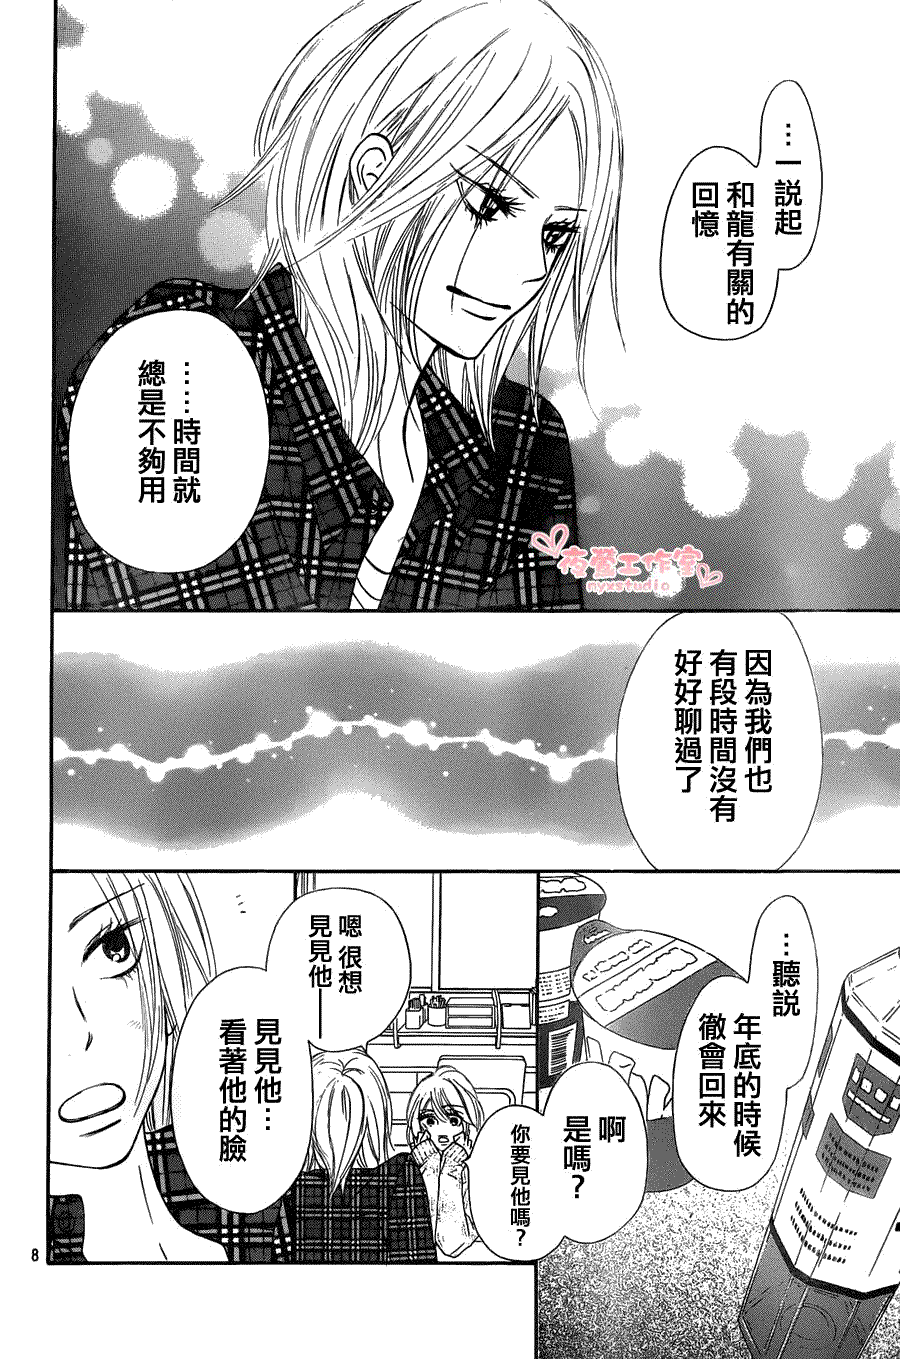 …一説起
和龍有關的
回憶
……時間就
總是不夠用
夜螢工作室
nyxstudio
因為我們也
有段時間沒有
好好聊過了
…聽説
年底的時候
徹會回來
啊
是嗎？
你要見他嗎？
嗯 很想
見見他——
見見他…
看著他的臉
8